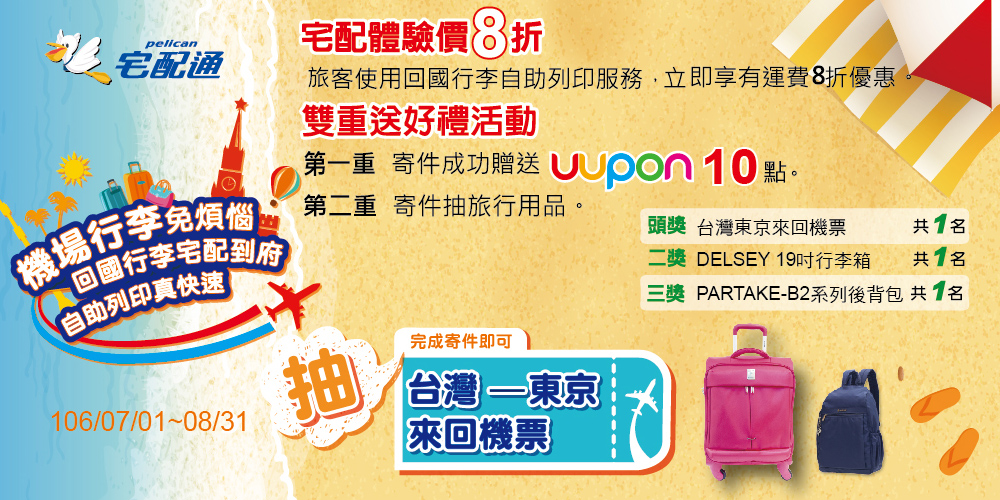 pelican
宅配通
宅配體驗價8折
旅客使用回國行李自助列印服務，立即享有運費8折優惠。
雙重送好禮活動
第一重 寄件成功贈送 UUPON 10 點。
第二重 寄件抽旅行用品。
機場行李免煩惱
回國行李宅配到府
自助列印真快速
106/07/01~08/31
頭獎 台灣東京來回機票 共1名
二獎 DELSEY 19吋行李箱 共1名
三獎 PARTAKE-B2系列後背包 共1名
抽
完成寄件即可
台灣—東京
來回機票